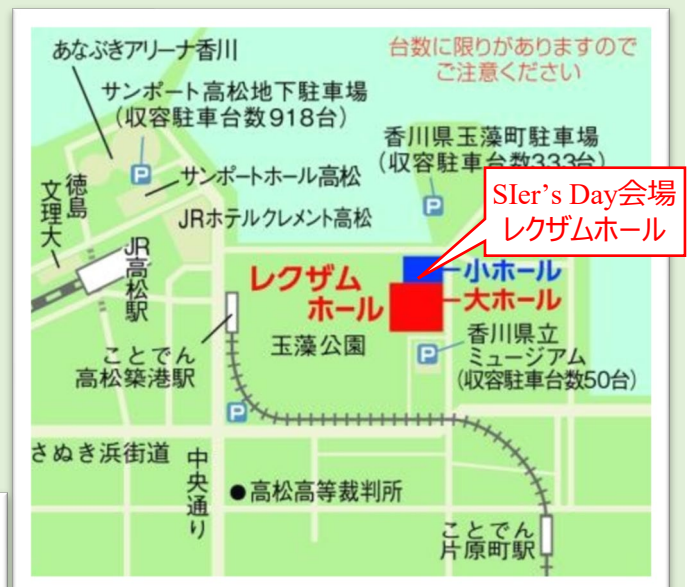 あなぶきアリーナ香川
台数に限りがありますので
ご注意ください
サンポート高松地下駐車場
(収容駐車台数918台)
香川県玉藻町駐車場
(収容駐車台数333台)
P
サンポートホール高松
P
SIer's Day会場
レクザムホール
徳島
文理大
JRホテルクレメント高松
JR
高松
駅
レクザム
ホール
小ホール
大ホール
玉藻公園
P
香川県立
ミュージアム
(収容駐車台数50台)
ことでん
高松築港駅
P
さぬき浜街道
中央通り
●高松高等裁判所
ことでん
片原町駅